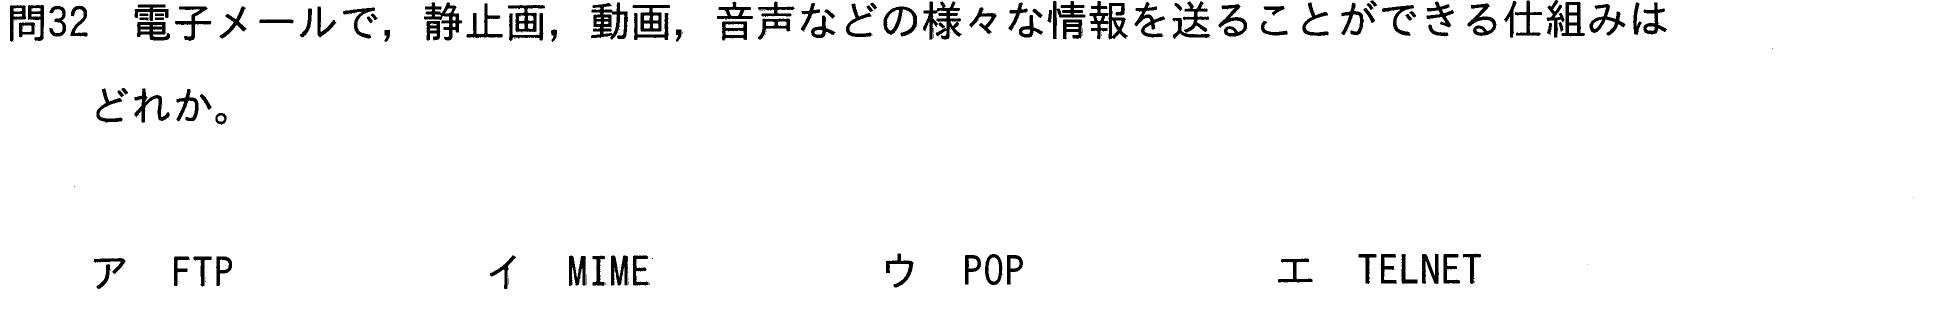 問32　電子メールで，静止画，動画，音声などの様々な情報を送ることができる仕組みは
どれか。
ア　FTP　イ　MIME　ウ　POP　エ　TELNET